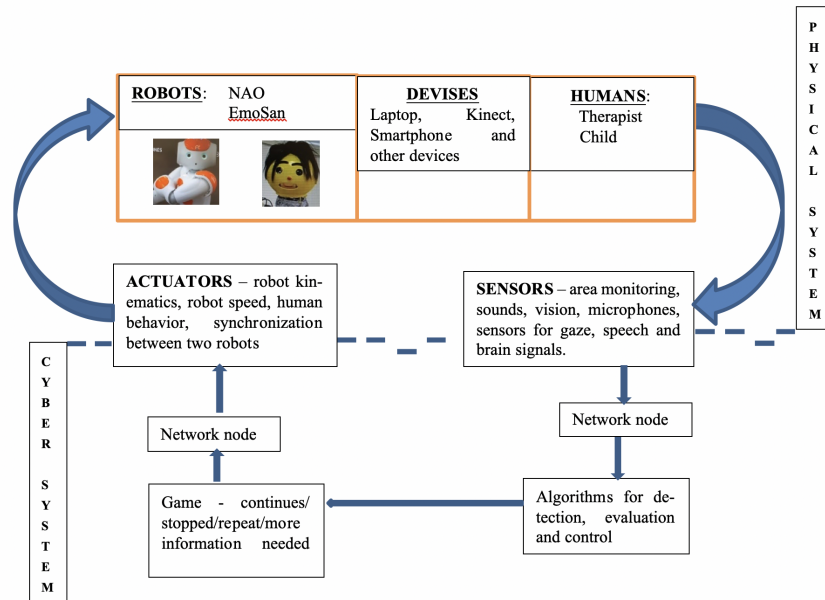 P
H
Y
S
I
C
A
L
S
Y
S
T
E
M
ROBOTS: NAO
EmoSan
DEVISES
Laptop, Kinect,
Smartphone and
other devices
HUMANS:
Therapist
Child
ACTUATORS – robot kin-
ematics, robot speed, human
behavior, synchronization
between two robots
SENSORS – area monitoring,
sounds, vision, microphones,
sensors for gaze, speech and
brain signals.
C
Y
B
E
R
S
Y
S
T
E
M
Network node
Network node
Game - continues/
stopped/repeat/more
information needed
Algorithms for de-
tection, evaluation
and control